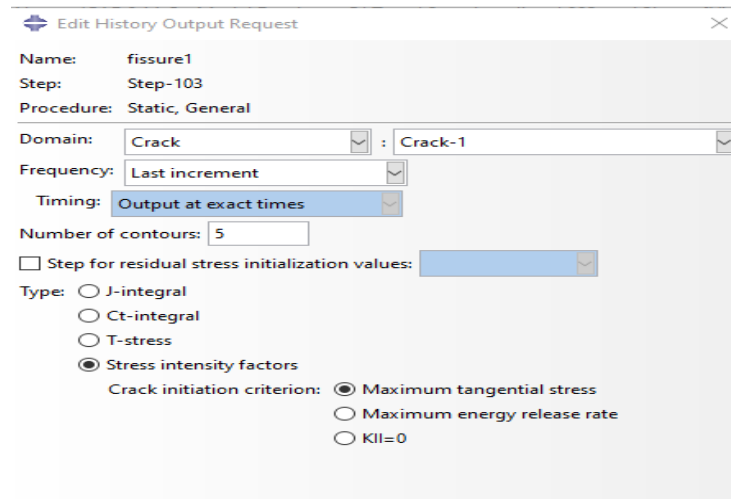 Edit History Output Request
Name: fissure1
Step: Step-103
Procedure: Static, General
Domain: Crack : Crack-1
Frequency: Last increment
Timing: Output at exact times
Number of contours: 5
Step for residual stress initialization values:
Type: J-integral
Ct-integral
T-stress
Stress intensity factors
Crack initiation criterion: Maximum tangential stress
Maximum energy release rate
KII=0